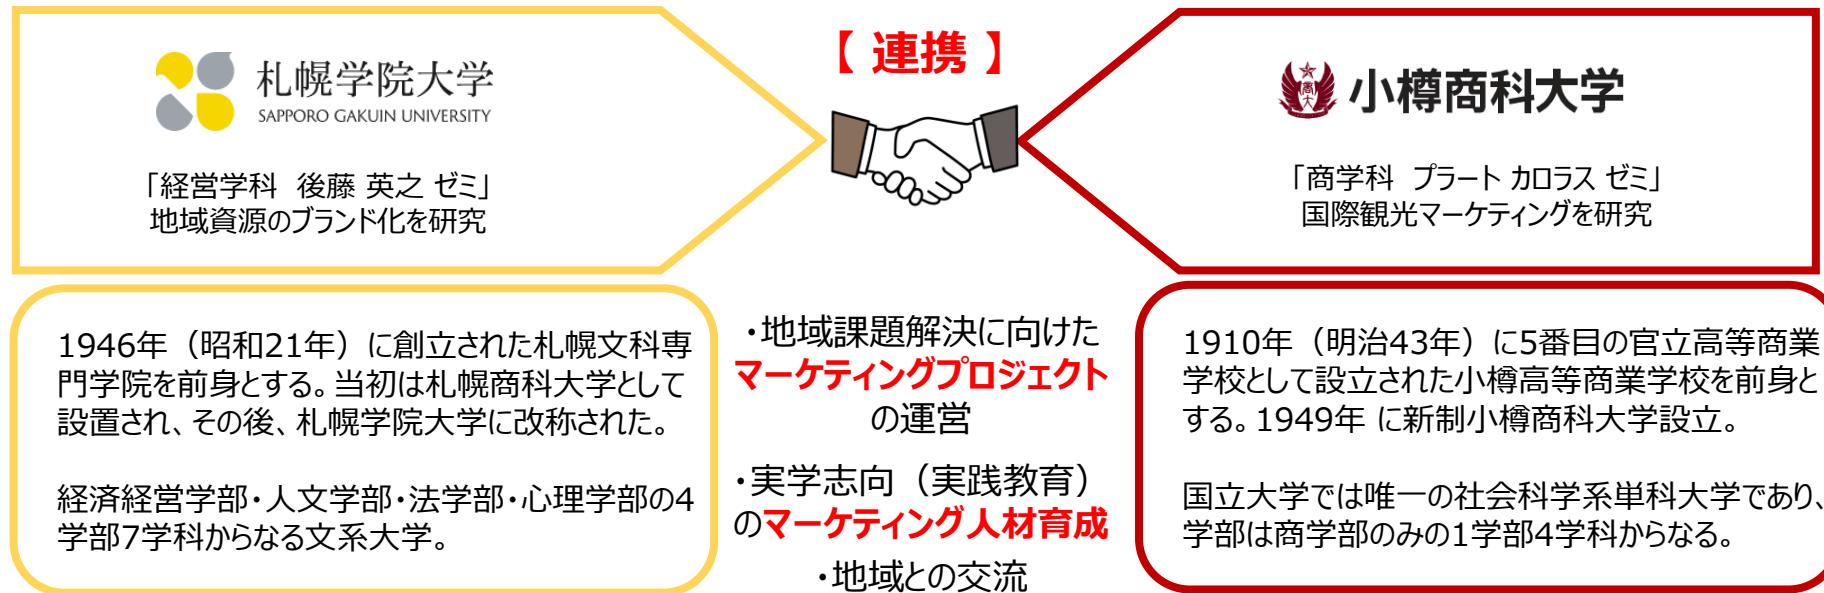 札幌学院大学
SAPPORO GAKUIN UNIVERSITY
「経営学科　後藤 英之 ゼミ」
地域資源のブランド化を研究
【 連携 】
商大
小樽商科大学
「商学科　プラート カロラス ゼミ」
国際観光マーケティングを研究
1946年（昭和21年）に創立された札幌文科専
門学院を前身とする。当初は札幌商科大学として
設置され、その後、札幌学院大学に改称された。
経済経営学部・人文学部・法学部・心理学部の4
学部7学科からなる文系大学。
・地域課題解決に向けた
マーケティングプロジェクト
の運営
・実学志向（実践教育）
のマーケティング人材育成
・地域との交流
1910年（明治43年）に5番目の官立高等商業
学校として設立された小樽高等商業学校を前身と
する。1949年 に新制小樽商科大学設立。
国立大学では唯一の社会科学系単科大学であり、
学部は商学部のみの1学部4学科からなる。